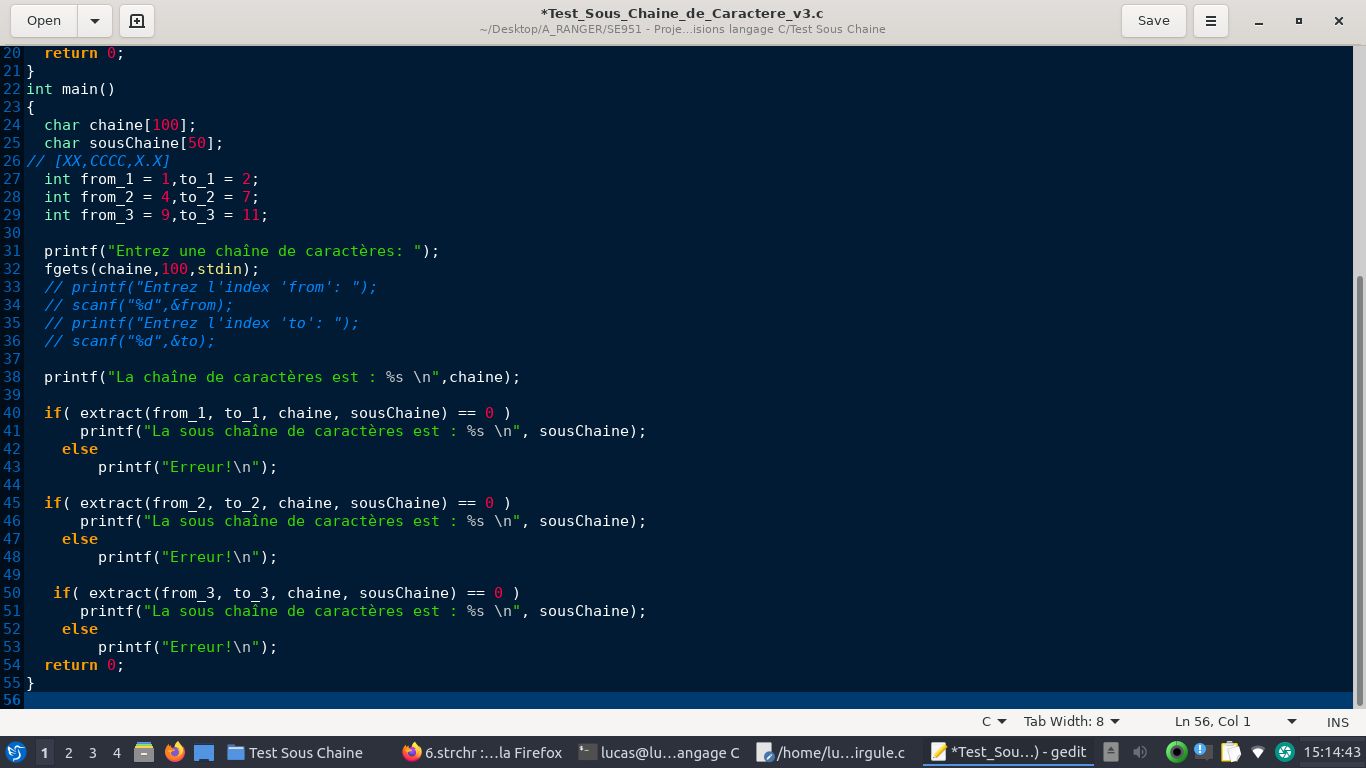 Open
*Test_Sous_Chaine_de_Caractere_v3.c
~/Desktop/A_RANGER/SE951 - Proje...isions langage C/Test Sous Chaine
Save
20   return 0;
21 }
22 int main()
23 {
24   char chaine[100];
25   char sousChaine[50];
26 // [XX,CCCC,X.X]
27   int from_1 = 1,to_1 = 2;
28   int from_2 = 4,to_2 = 7;
29   int from_3 = 9,to_3 = 11;
30
31   printf("Entrez une chaîne de caractères: ");
32   fgets(chaine,100,stdin);
33   // printf("Entrez l'index 'from': ");
34   // scanf("%d",&from);
35   // printf("Entrez l'index 'to': ");
36   // scanf("%d",&to);
37
38   printf("La chaîne de caractères est : %s \n",chaine);
39
40   if( extract(from_1, to_1, chaine, sousChaine) == 0 )
41       printf("La sous chaîne de caractères est : %s \n", sousChaine);
42     else
43         printf("Erreur!\n");
44
45   if( extract(from_2, to_2, chaine, sousChaine) == 0 )
46       printf("La sous chaîne de caractères est : %s \n", sousChaine);
47     else
48         printf("Erreur!\n");
49
50    if( extract(from_3, to_3, chaine, sousChaine) == 0 )
51       printf("La sous chaîne de caractères est : %s \n", sousChaine);
52     else
53         printf("Erreur!\n");
54   return 0;
55 }
56
C Tab Width: 8 Ln 56, Col 1 INS
1 2 3 4 Test Sous Chaine 6.strchr :...la Firefox lucas@lu...angage C /home/lu...irgule.c *Test_Sou...) - gedit 15:14:43